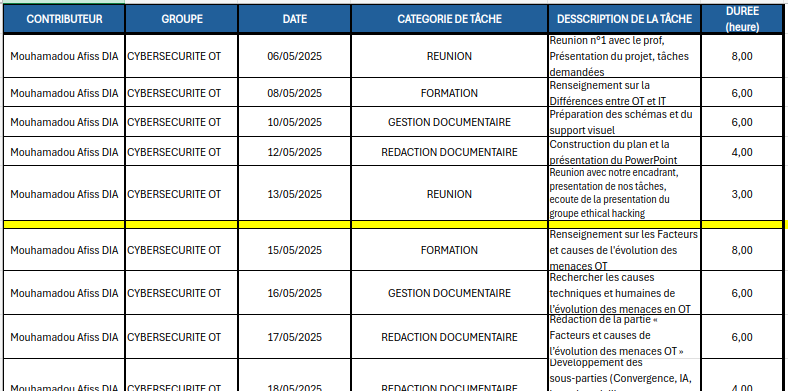 CONTRIBUTEUR GROUPE DATE CATEGORIE DE TÂCHE DESSCRIPTION DE LA TÂCHE DUREE
(heure)
Mouhamadou Afiss DIA CYBERSECURITE OT 06/05/2025 REUNION Reunion n°1 avec le prof,
Présentation du projet, tâches
demandées 8,00
Mouhamadou Afiss DIA CYBERSECURITE OT 08/05/2025 FORMATION Renseignement sur la
Différences entre OT et IT 6,00
Mouhamadou Afiss DIA CYBERSECURITE OT 10/05/2025 GESTION DOCUMENTAIRE Préparation des schémas et du
support visuel 6,00
Mouhamadou Afiss DIA CYBERSECURITE OT 12/05/2025 REDACTION DOCUMENTAIRE Construction du plan et la
présentation du PowerPoint 4,00
Mouhamadou Afiss DIA CYBERSECURITE OT 13/05/2025 REUNION Reunion avec notre encadrant,
presentation de nos tâches,
ecoute de la presentation du
groupe ethical hacking 3,00
Mouhamadou Afiss DIA CYBERSECURITE OT 15/05/2025 FORMATION Renseignement sur les Facteurs
et causes de l'évolution des
menaces OT 8,00
Mouhamadou Afiss DIA CYBERSECURITE OT 16/05/2025 GESTION DOCUMENTAIRE Rechercher les causes
techniques et humaines de
l'évolution des menaces en OT 6,00
Mouhamadou Afiss DIA CYBERSECURITE OT 17/05/2025 REDACTION DOCUMENTAIRE Rédaction de la partie «
Facteurs et causes de
l'évolution des menaces OT » 6,00
Mouhamadou Afiss DIA CYBERSECURITE OT 18/05/2025 REDACTION DOCUMENTAIRE Développement des
sous-parties (Convergence, IA,
4,00